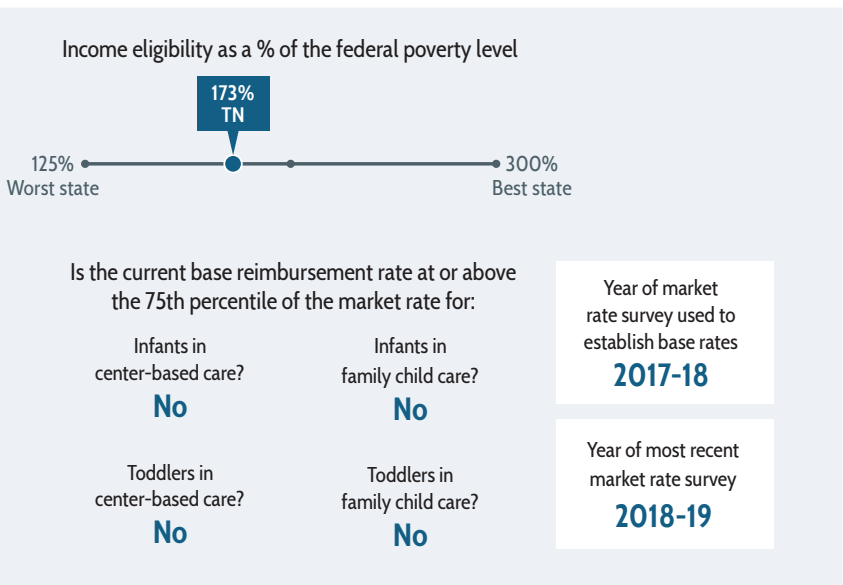 Income eligibility as a % of the federal poverty level
173%
TN
125%
Worst state
300%
Best state
Is the current base reimbursement rate at or above
the 75th percentile of the market rate for:
Infants in
center-based care?
No
Infants in
family child care?
No
Toddlers in
center-based care?
No
Toddlers in
family child care?
No
Year of market
rate survey used to
establish base rates
2017-18
Year of most recent
market rate survey
2018-19